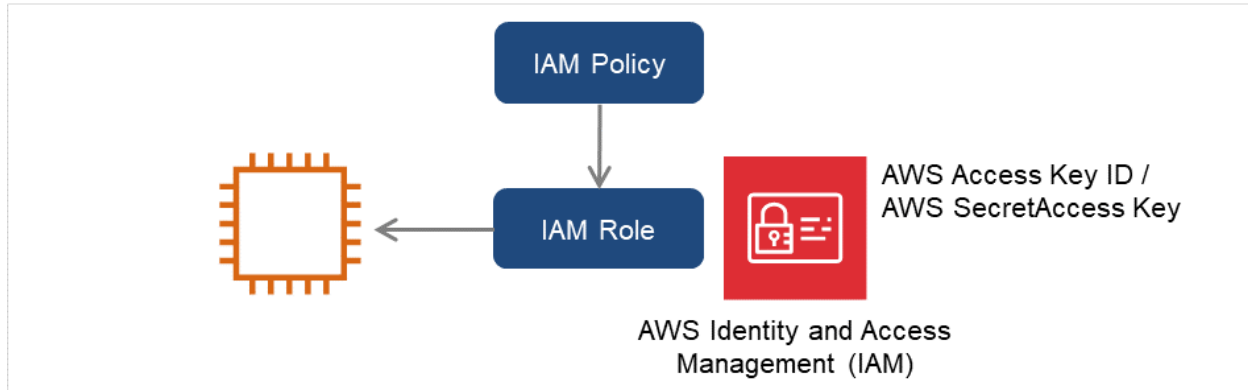 IAM Policy
IAM Role
AWS Access Key ID /
AWS SecretAccess Key
AWS Identity and Access
Management (IAM)